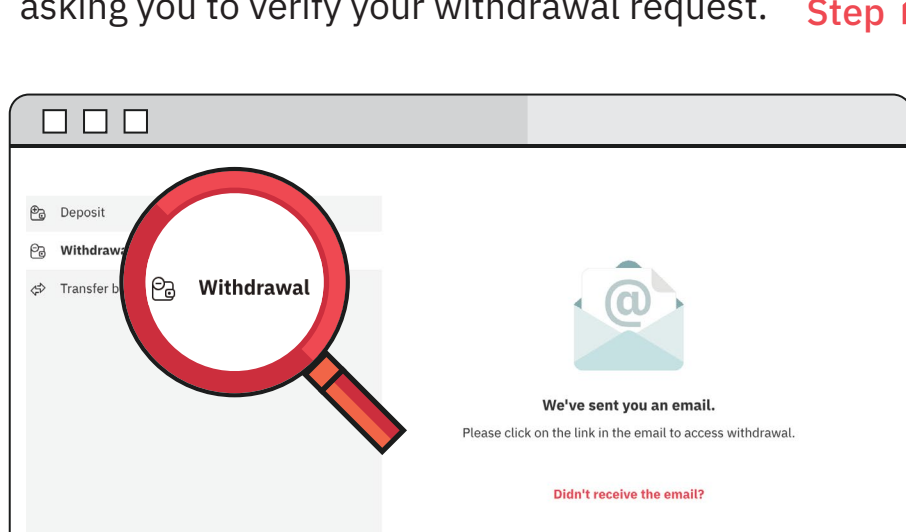 asking you to verify your withdrawal request.
Step
Deposit
Withdrawal
Transfer b
Withdrawal
@
We've sent you an email.
Please click on the link in the email to access withdrawal.
Didn't receive the email?